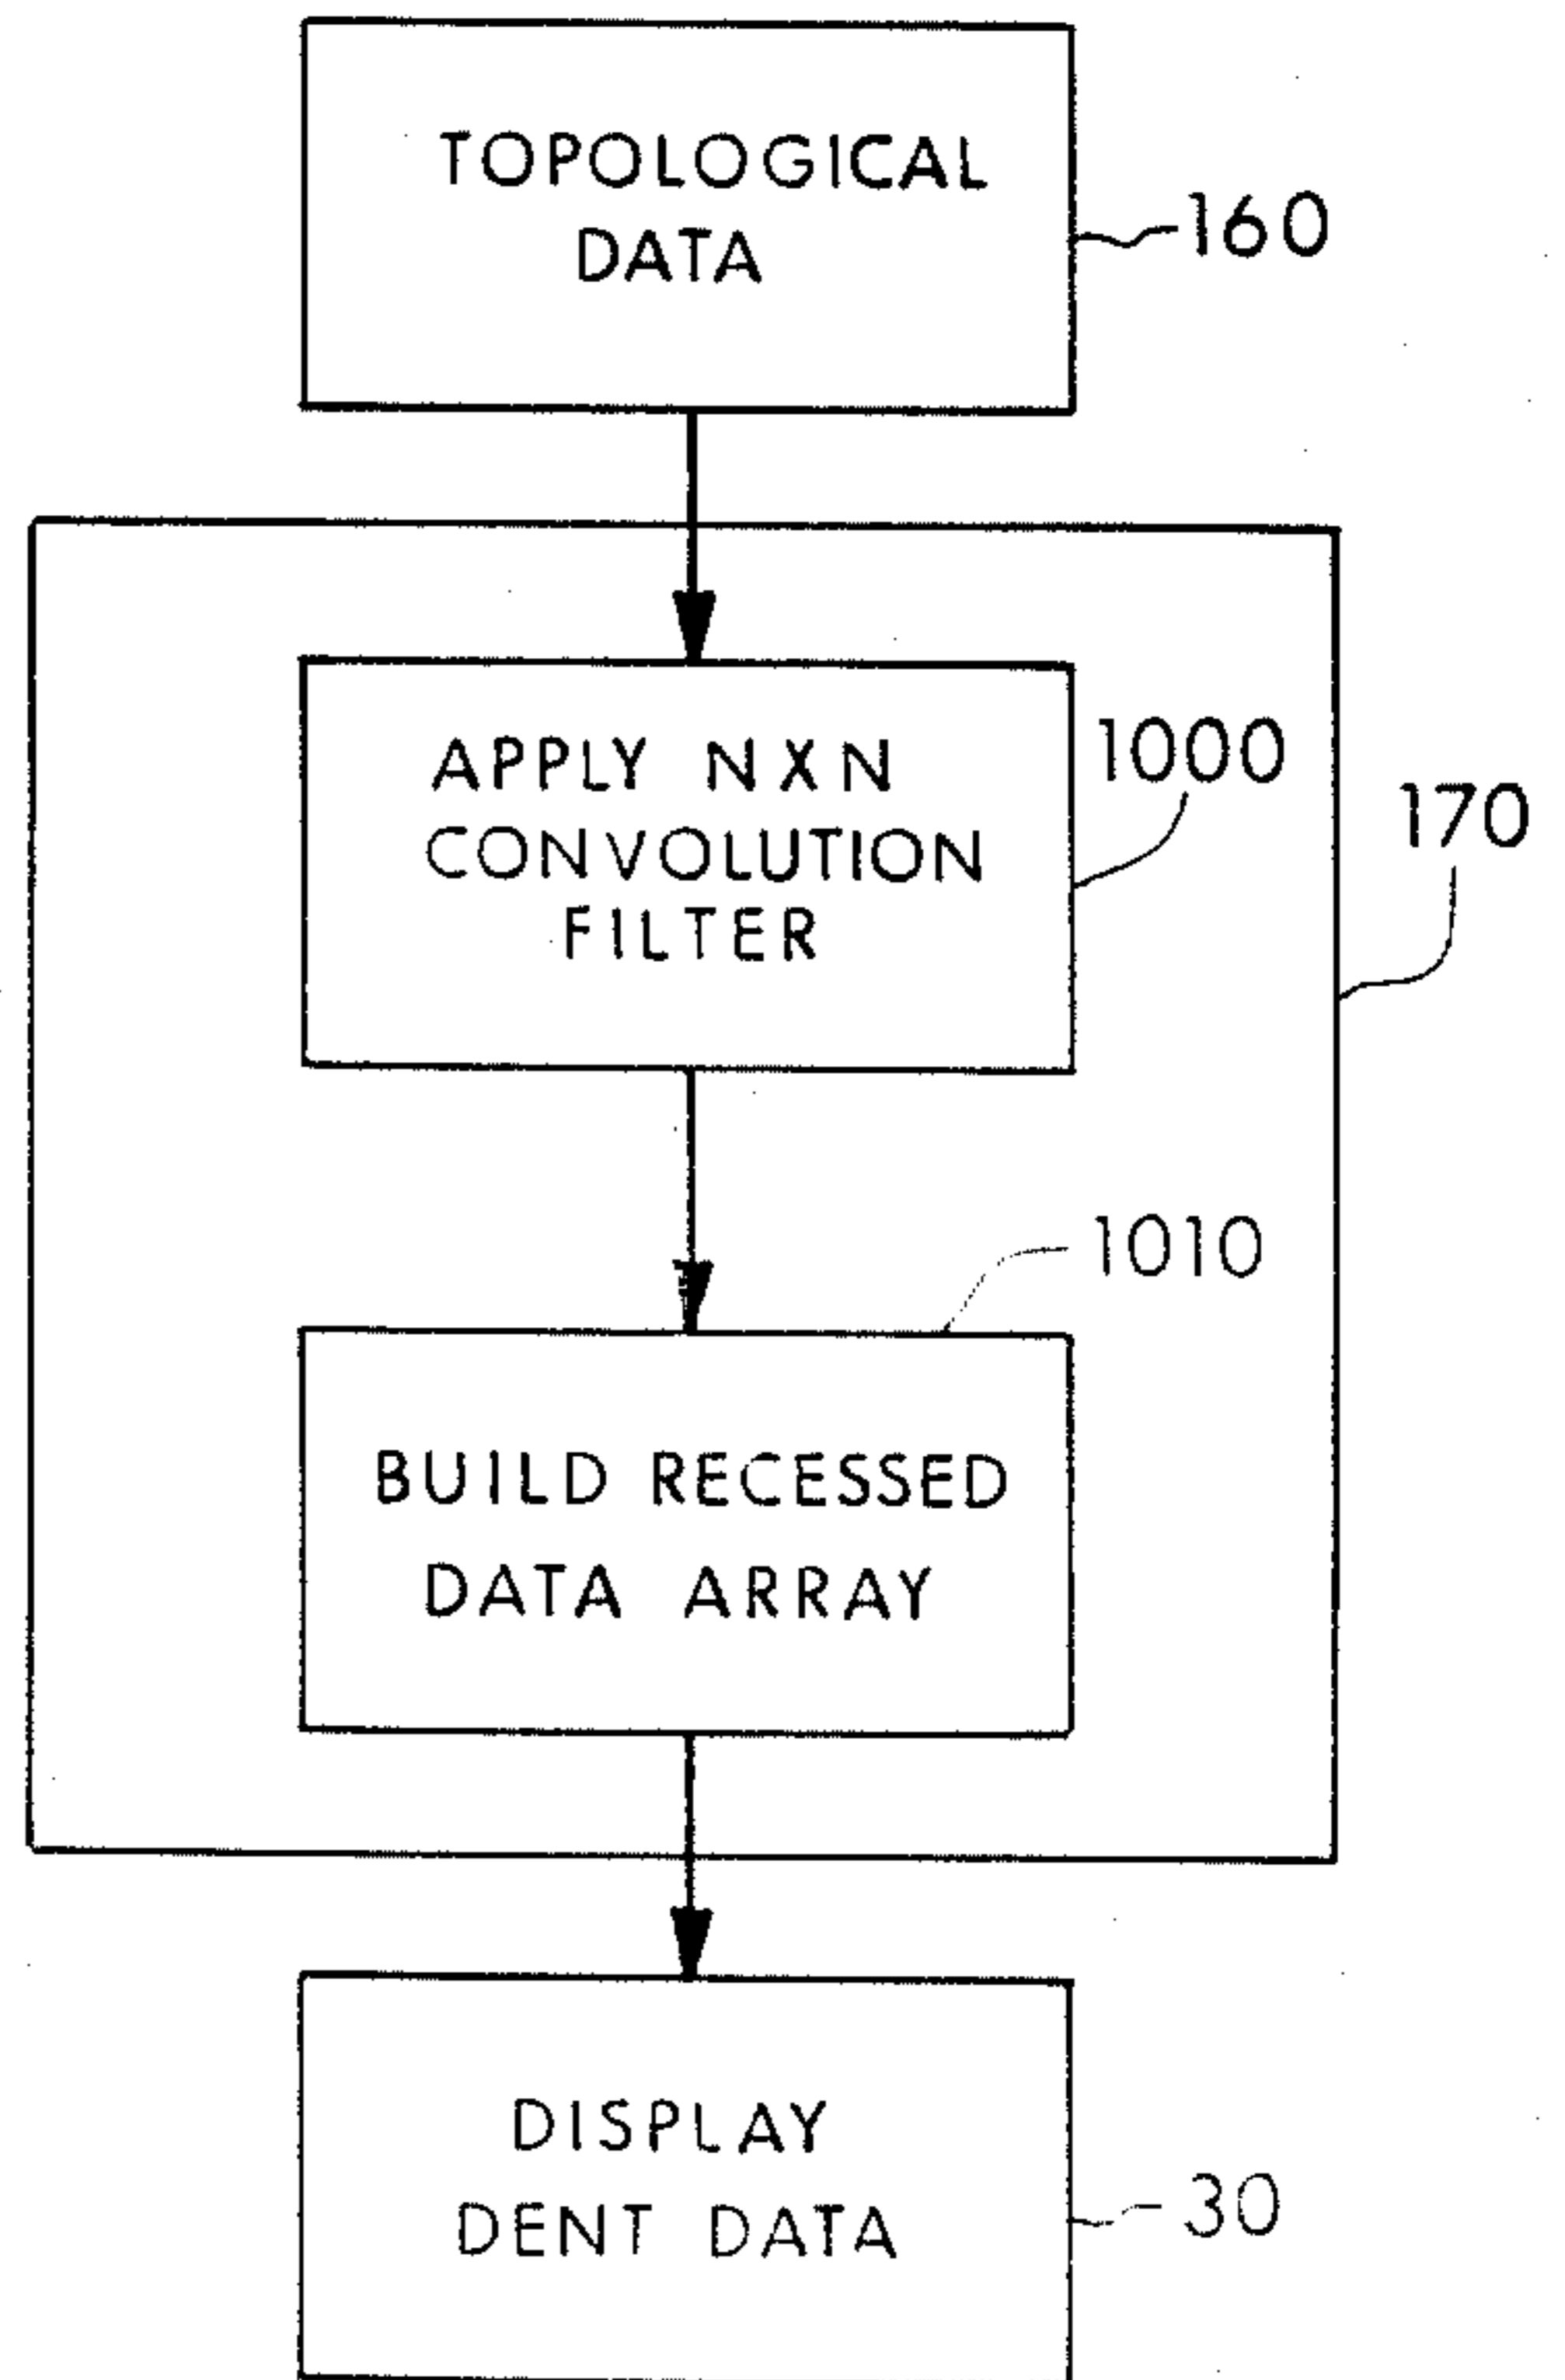 TOPOLOGICAL
DATA
160
APPLY NXN
CONVOLUTION
FILTER
1000
170
1010
BUILD RECESSED
DATA ARRAY
DISPLAY
DENT DATA
30